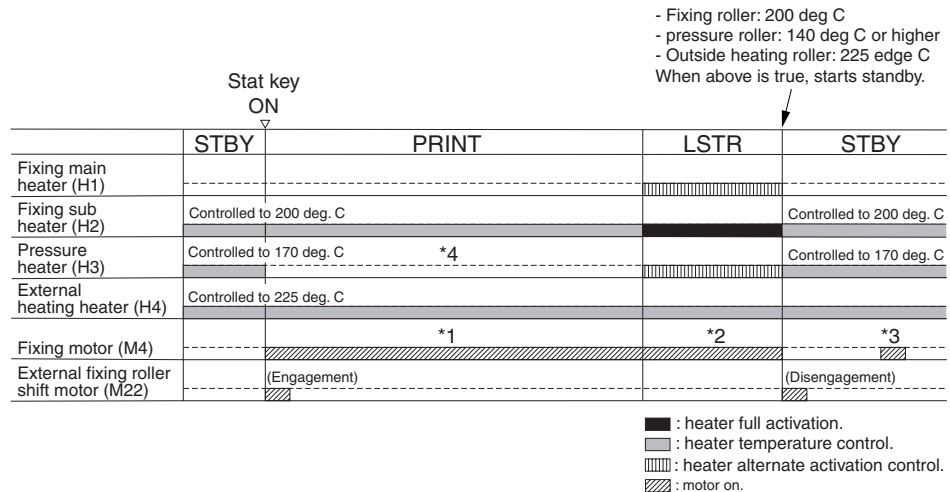 - Fixing roller: 200 deg C
- pressure roller: 140 deg C or higher
- Outside heating roller: 225 edge C
When above is true, starts standby.
Stat key
ON
STBY PRINT LSTR STBY
Fixing main
heater (H1)
Fixing sub
heater (H2)
Controlled to 200 deg. C
Controlled to 200 deg. C
Pressure
heater (H3)
Controlled to 170 deg. C
*4
Controlled to 170 deg. C
External
heating heater (H4)
Controlled to 225 deg. C
Fixing motor (M4)
*1
*2
*3
External fixing roller
shift motor (M22)
(Engagement)
(Disengagement)
: heater full activation.
: heater temperature control.
: heater alternate activation control.
: motor on.